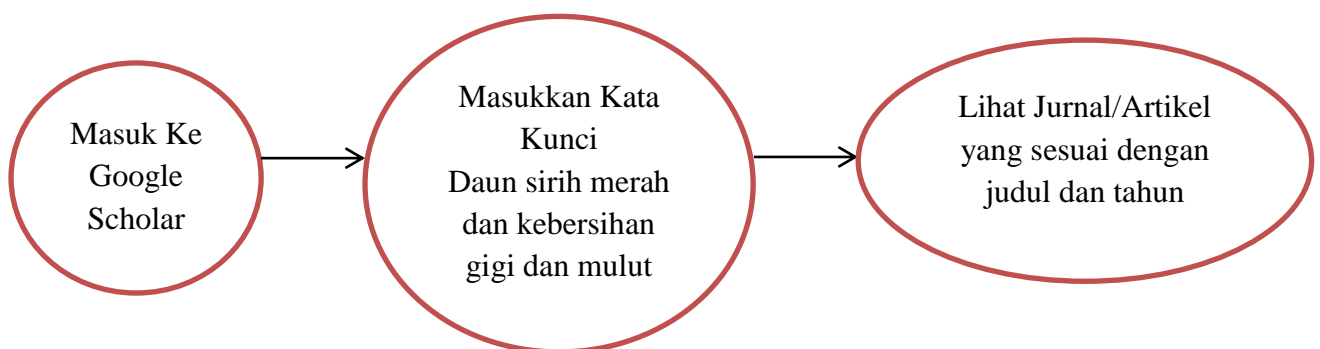 Masuk Ke
Google
Scholar
Masukkan Kata
Kunci
Daun sirih merah
dan kebersihan
gigi dan mulut
Lihat Jurnal/Artikel
yang sesuai dengan
judul dan tahun